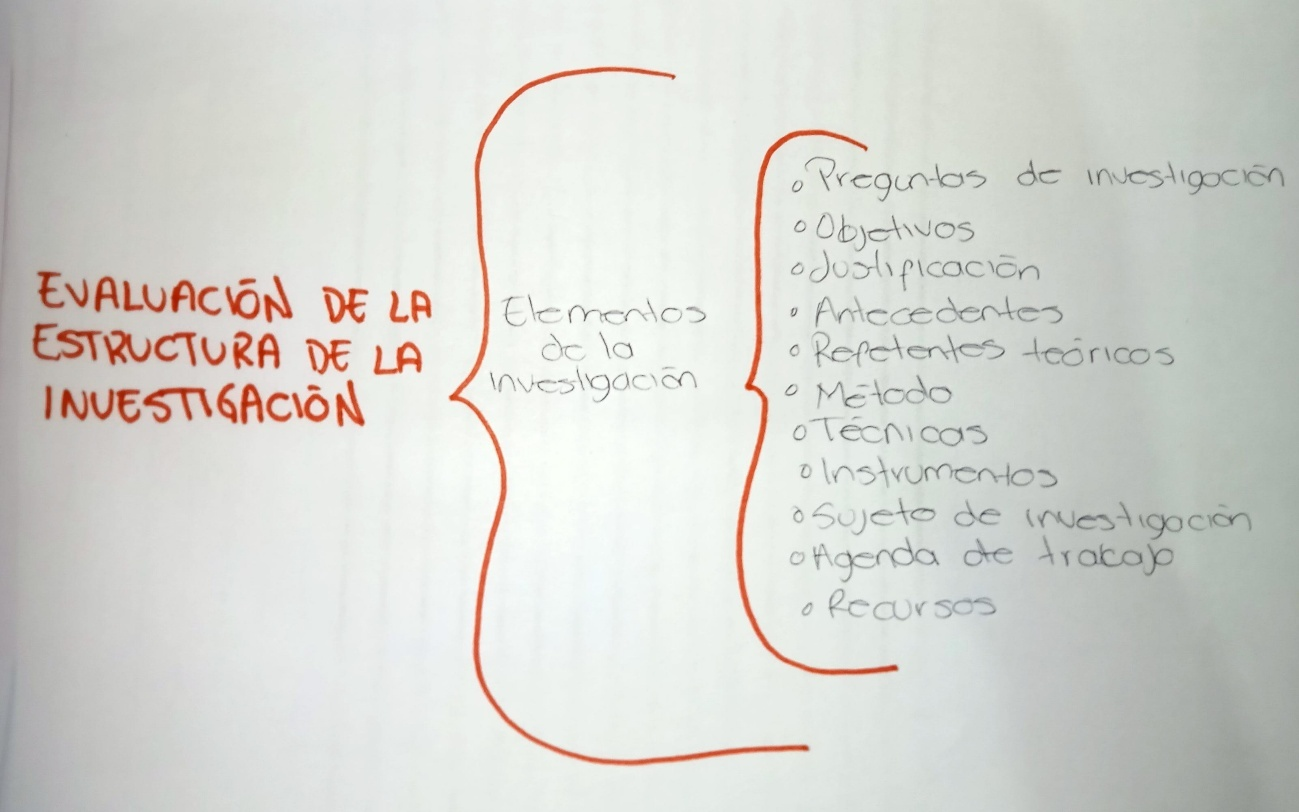 EVALUACIÓN DE LA
ESTRUCTURA DE LA
INVESTIGACIÓN
Elementos
de la
investigación
Preguntas de investigación
Objetivos
Justificación
Antecedentes
Repetentes teóricos
Método
Técnicas
Instrumentos
Sujeto de investigación
Agenda de trabajo
Recursos